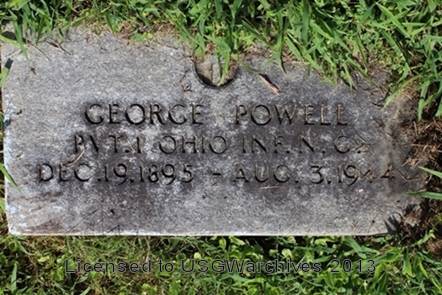 GEORGE POWELL
PVT. 1 OHIO INF. N. G.
DEC. 19, 1895 - AUG. 3, 1944
Licensed to USGWarchives 2013